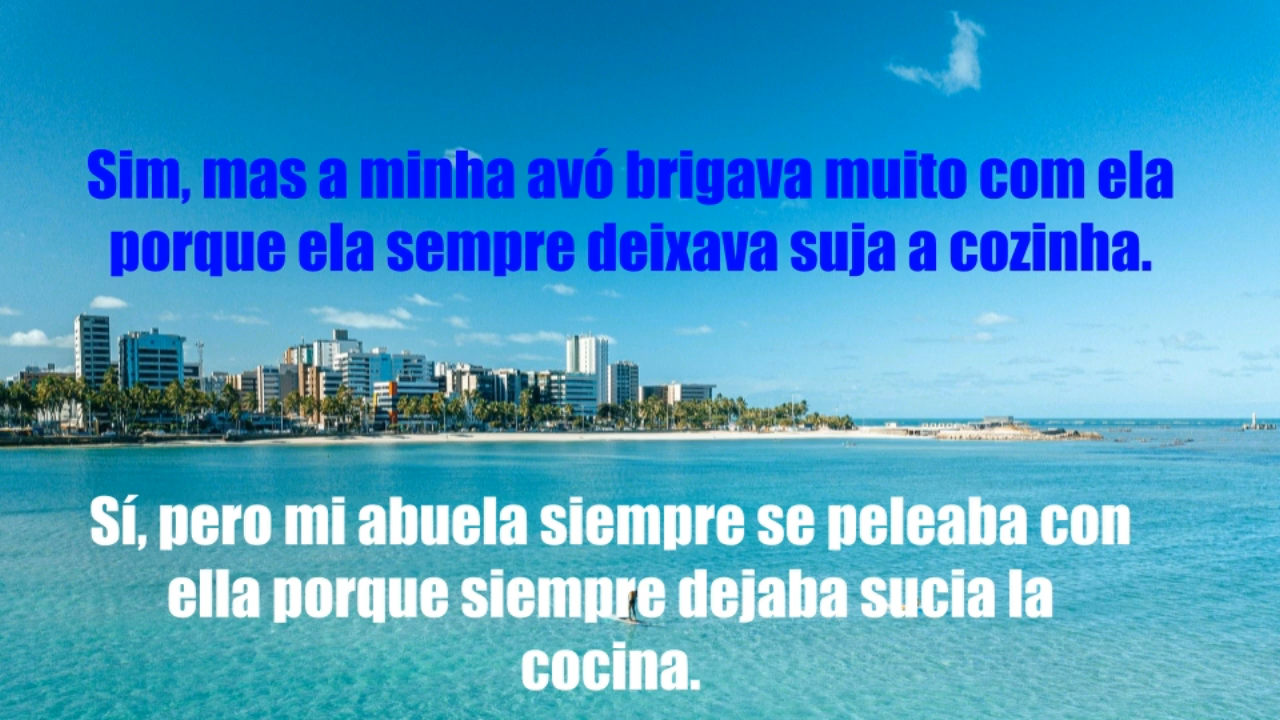 Sim, mas a minha avó brigava muito com ela
porque ela sempre deixava suja a cozinha.
Sí, pero mi abuela siempre se peleaba con
ella porque siempre dejaba sucia la
cocina.